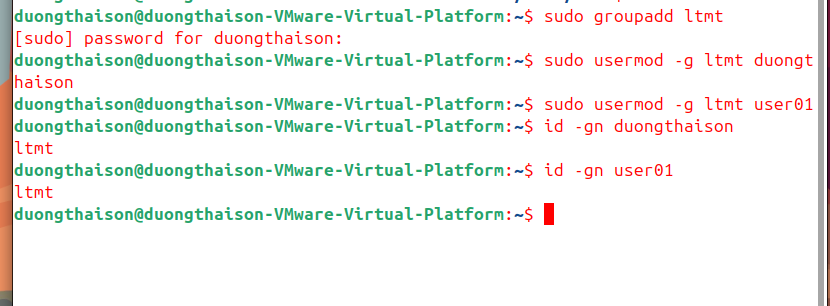 duongthaison@duongthaison-VMware-Virtual-Platform:~$ sudo groupadd ltmt
[sudo] password for duongthaison:
duongthaison@duongthaison-VMware-Virtual-Platform:~$ sudo usermod -g ltmt duongt
haison
duongthaison@duongthaison-VMware-Virtual-Platform:~$ sudo usermod -g ltmt user01
duongthaison@duongthaison-VMware-Virtual-Platform:~$ id -gn duongthaison
ltmt
duongthaison@duongthaison-VMware-Virtual-Platform:~$ id -gn user01
ltmt
duongthaison@duongthaison-VMware-Virtual-Platform:~$